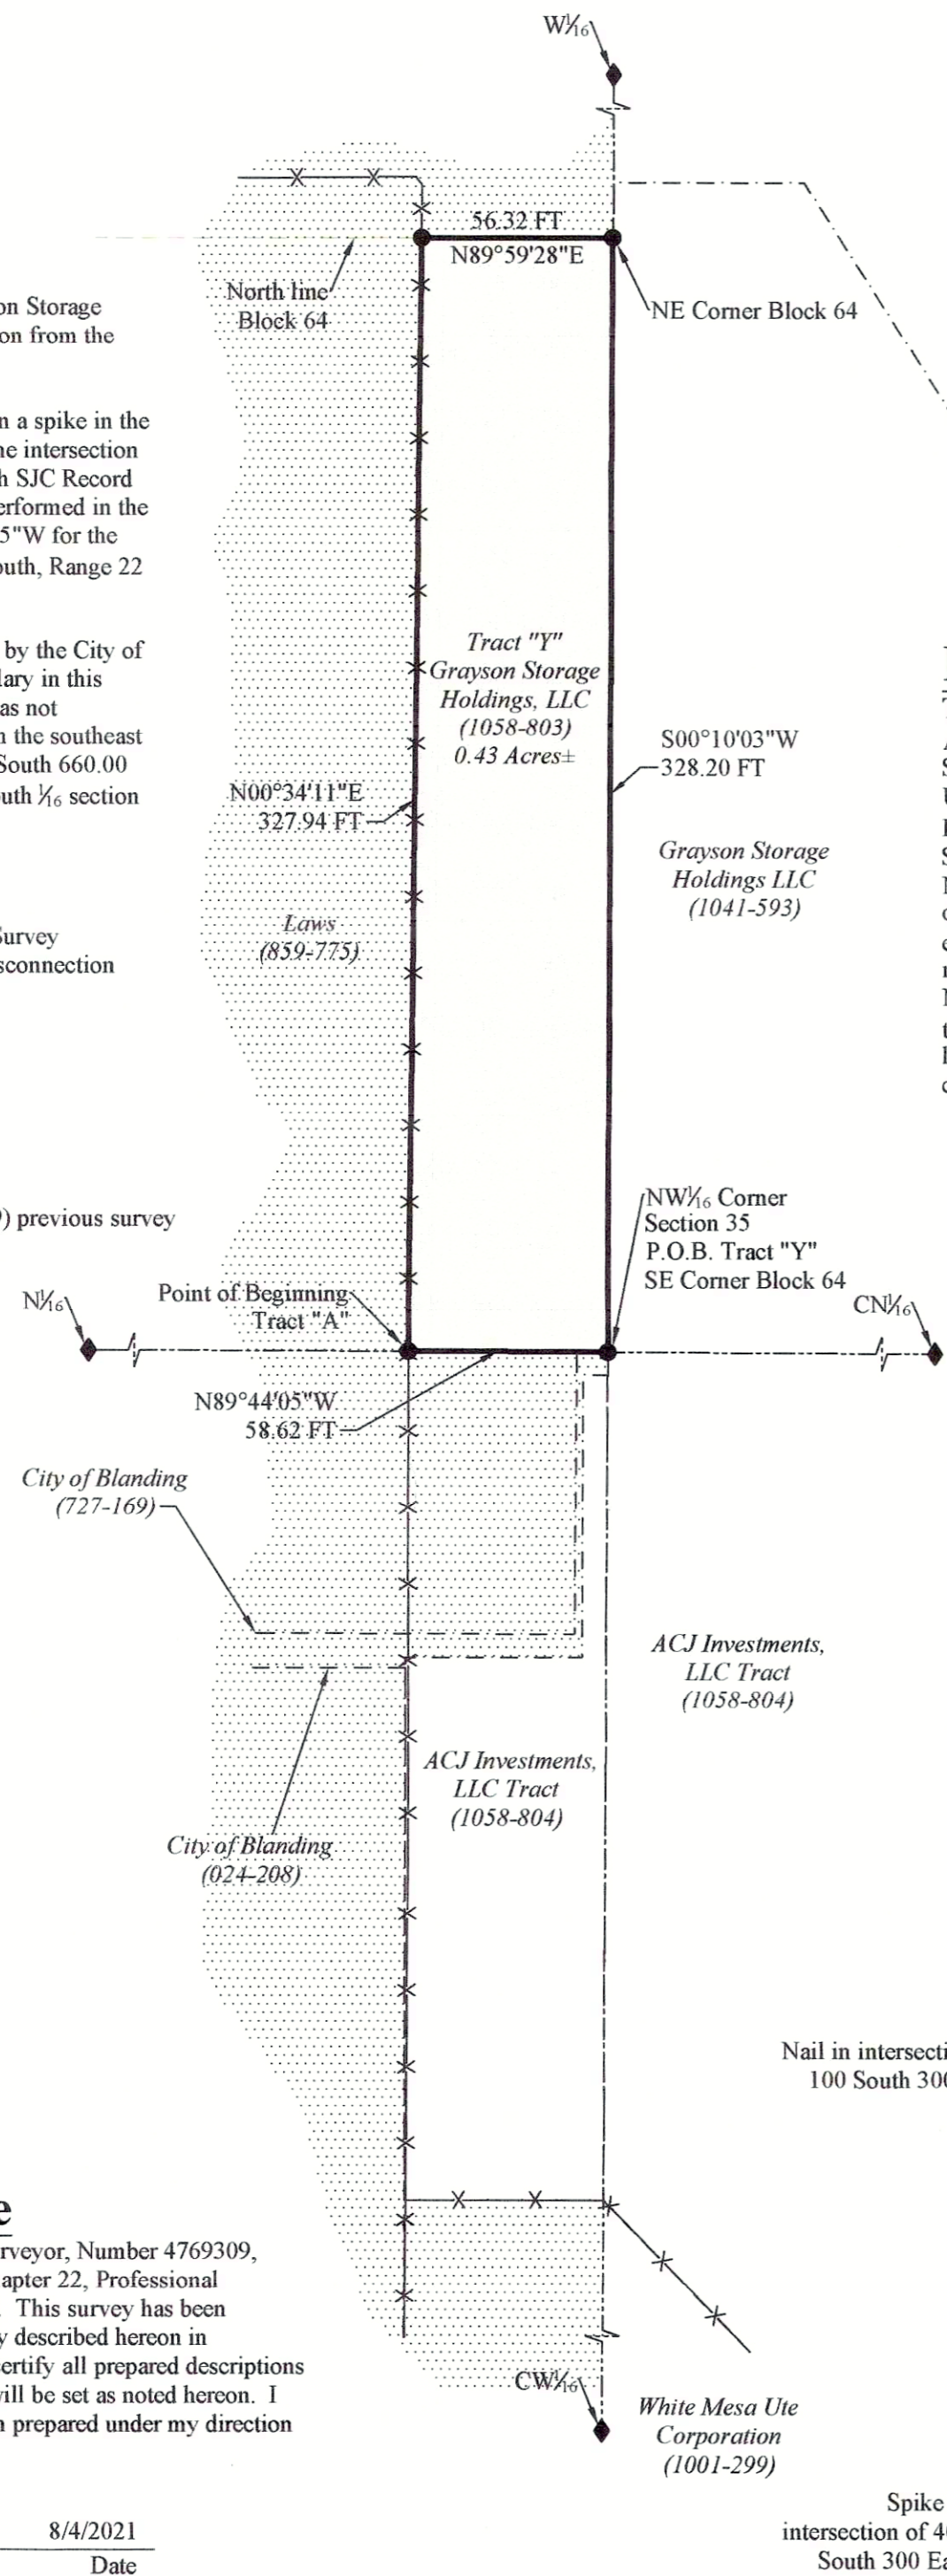 W1⁄16
56.32 FT
N89°59'28"E
North line
Block 64
NE Corner Block 64
on Storage
on from the
n a spike in the
ne intersection
h SJC Record
erformed in the
5"W for the
outh, Range 22
by the City of
lary in this
as not
n the southeast
South 660.00
outh 1⁄16 section
Survey
sconnection
) previous survey
Tract "Y"
Grayson Storage
Holdings, LLC
(1058-803)
0.43 Acres±
S00°10'03"W
328.20 FT
N00°34'11"E
327.94 FT
Grayson Storage
Holdings LLC
(1041-593)
Laws
(859-775)
NW1⁄16 Corner
Section 35
P.O.B. Tract "Y"
SE Corner Block 64
N1⁄16
Point of Beginning
Tract "A"
CN1⁄16
N89°44'05"W
58.62 FT
City of Blanding
(727-169)
ACJ Investments,
LLC Tract
(1058-804)
ACJ Investments,
LLC Tract
(1058-804)
City of Blanding
(024-208)
Nail in intersecti
100 South 300
e
rveyor, Number 4769309,
apter 22, Professional
. This survey has been
y described hereon in
certify all prepared descriptions
vill be set as noted hereon. I
n prepared under my direction
CW1⁄16
White Mesa Ute
Corporation
(1001-299)
8/4/2021
Date
Spike
intersection of 40
South 300 Ea